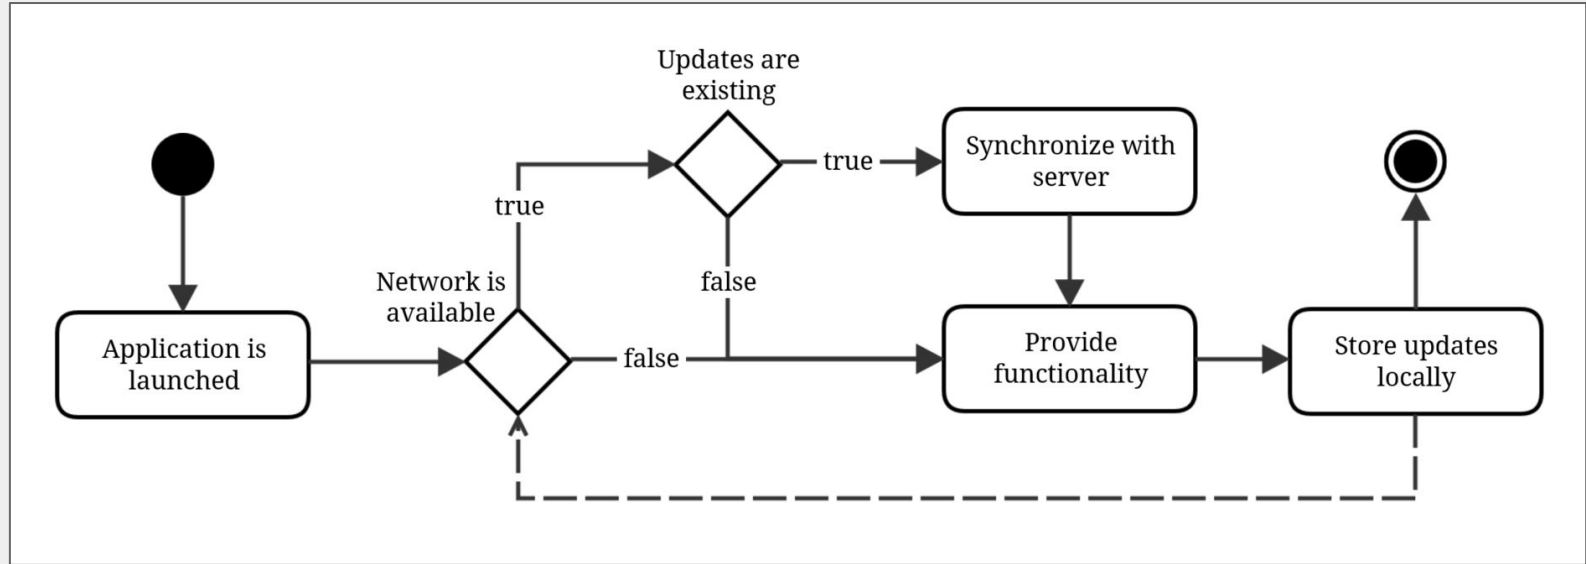 Updates are
existing
Synchronize with
server
true
true
Network is
available
false
false
Application is
launched
Provide
functionality
Store updates
locally